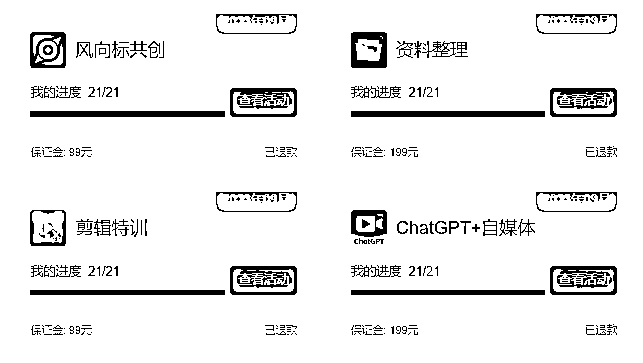 风向标共创
我的进度 21/21
查看活动
保证金: 99元
已退款
资料整理
我的进度 21/21
查看活动
保证金: 199元
已退款
剪辑特训
我的进度 21/21
查看活动
保证金: 99元
已退款
ChatGPT
ChatGPT+自媒体
我的进度 21/21
查看活动
保证金: 199元
已退款